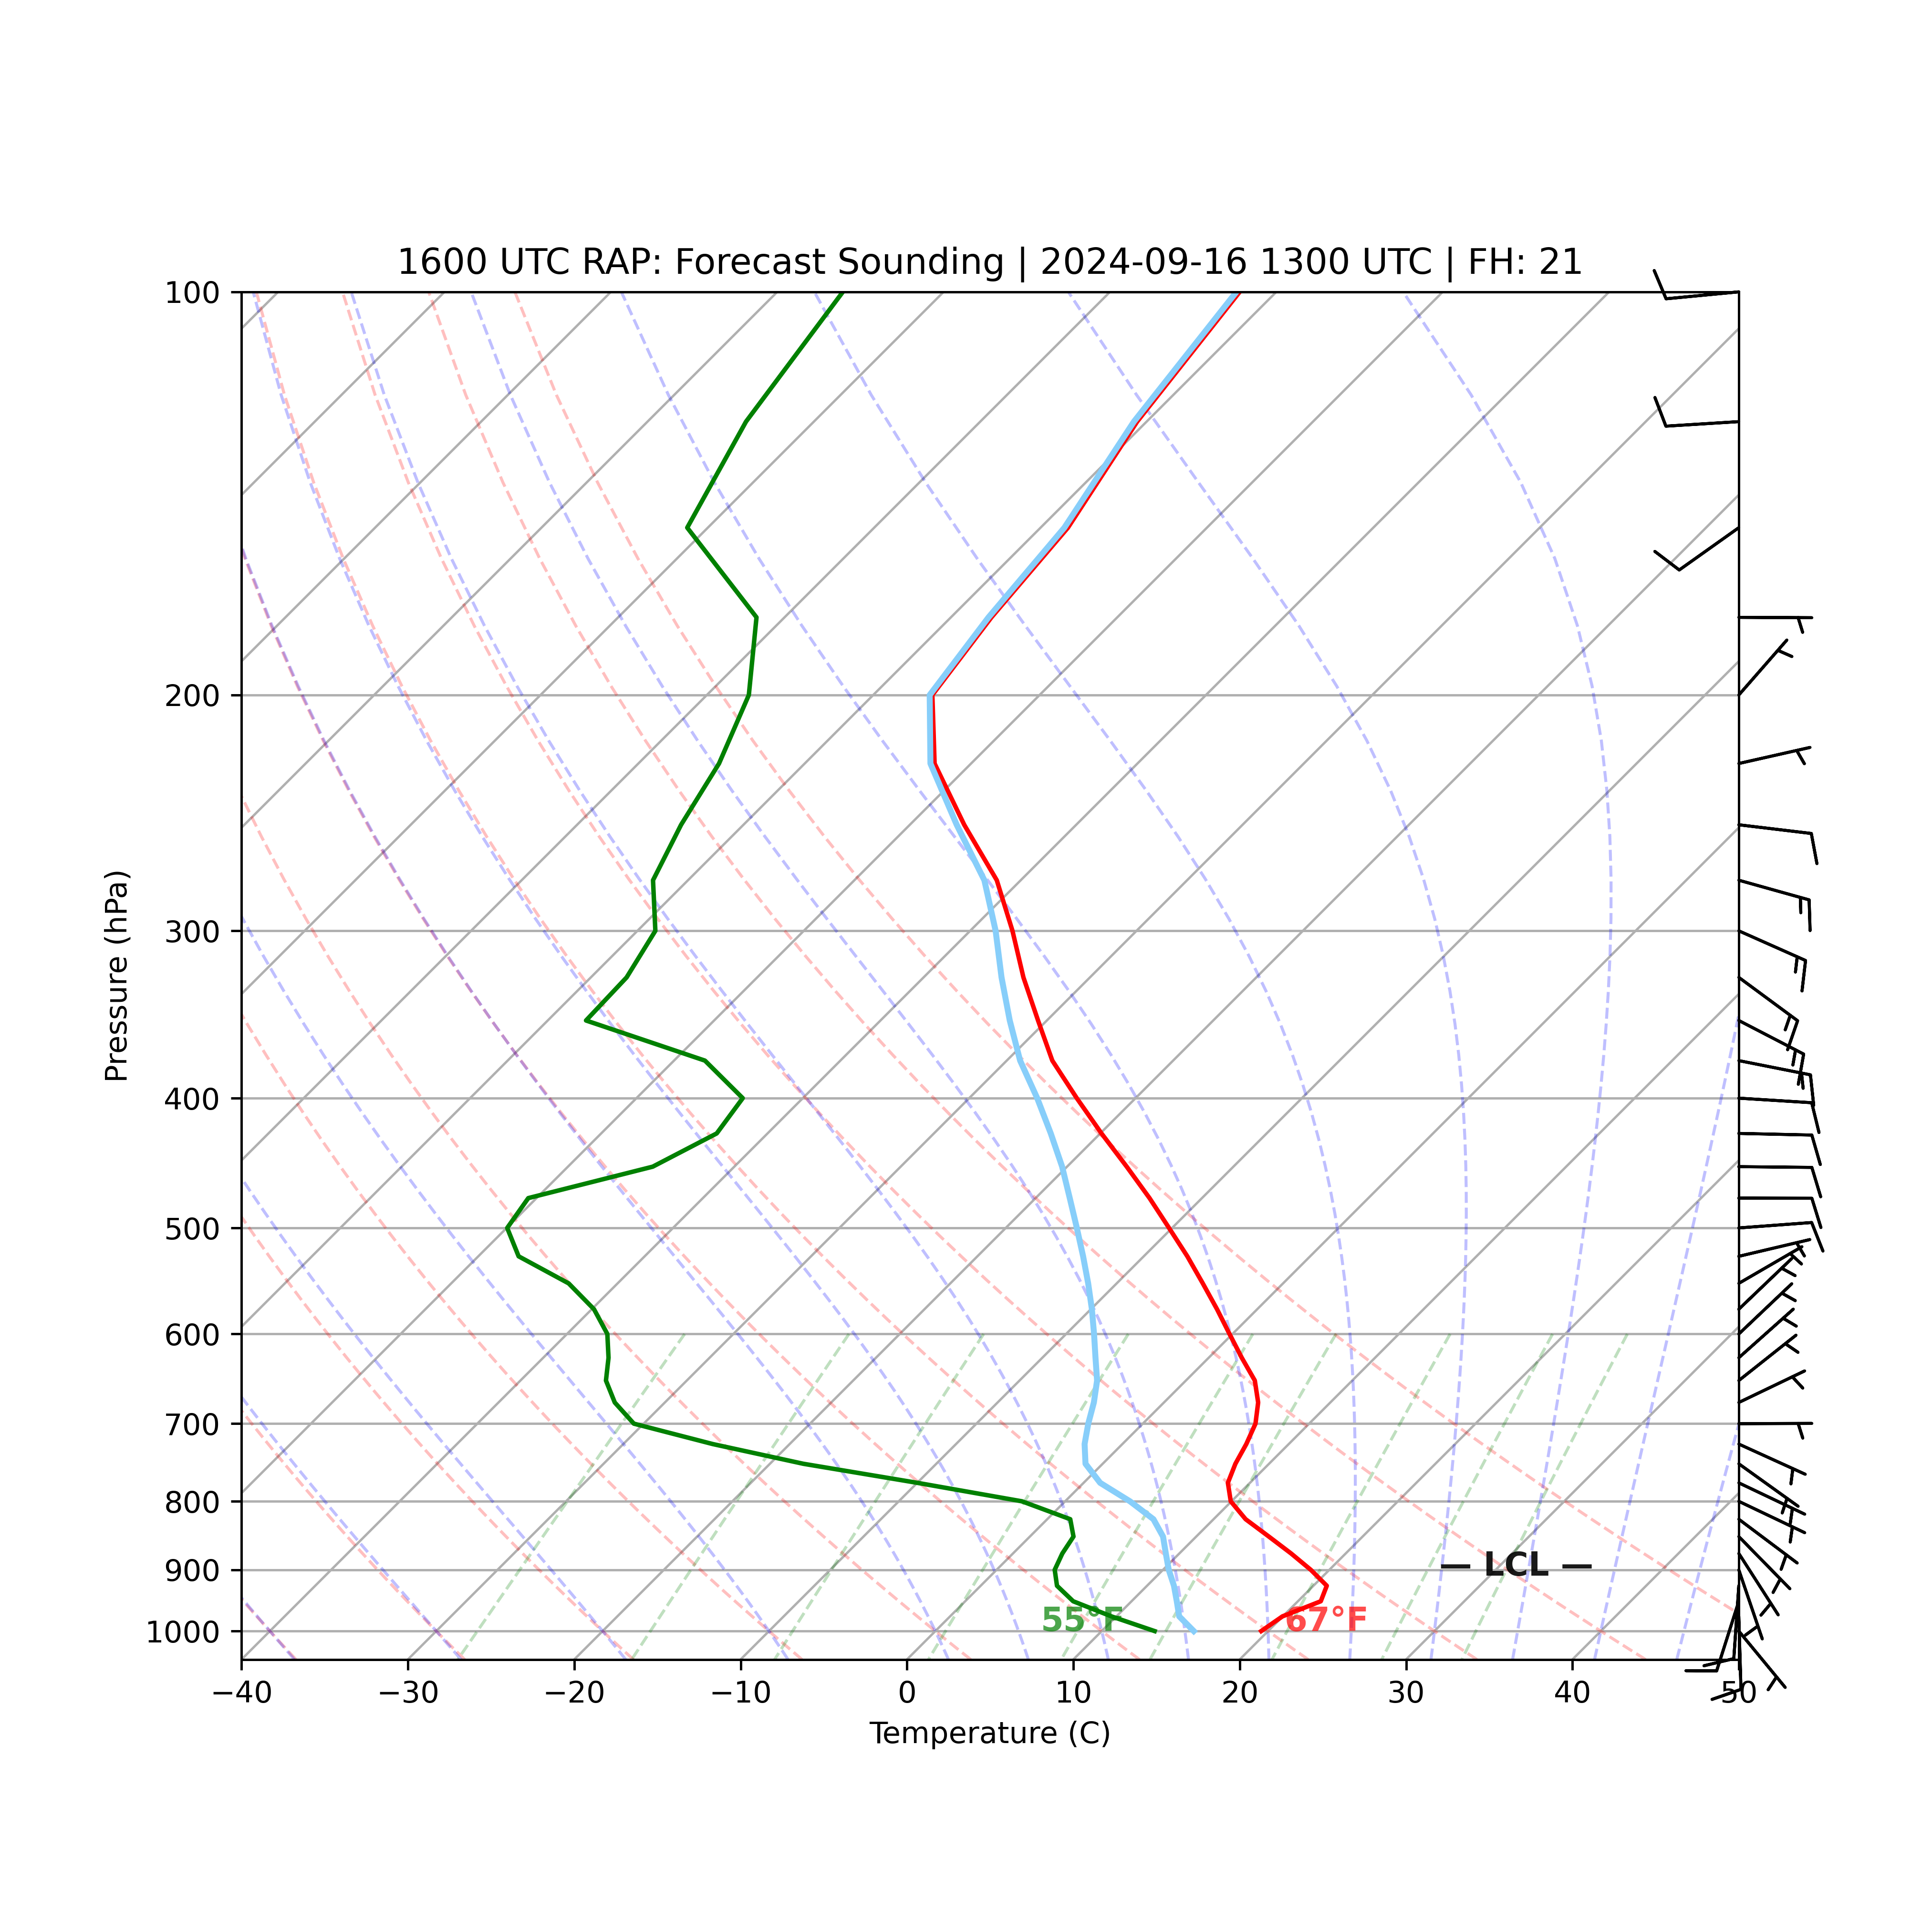 1600 UTC RAP: Forecast Sounding | 2024-09-16 1300 UTC | FH: 21
100
200
300
400
500
600
700
800
900
1000
Pressure (hPa)
— LCL —
55°F
67°F
−40 −30 −20 −10 0 10 20 30 40 50
Temperature (C)